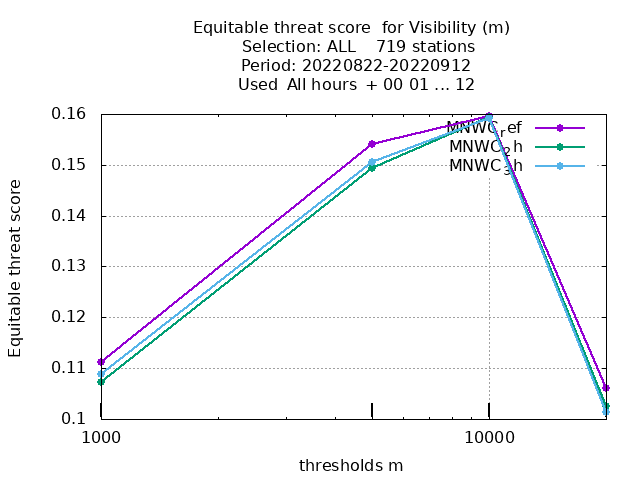 Equitable threat score for Visibility (m)
Selection: ALL 719 stations
Period: 20220822-20220912
Used All hours + 00 01 ... 12
0.16
0.15
0.14
0.13
0.12
0.11
0.1
Equitable threat score
MNWC_ref
MNWC_2h
MNWC_3h
1000
10000
thresholds m